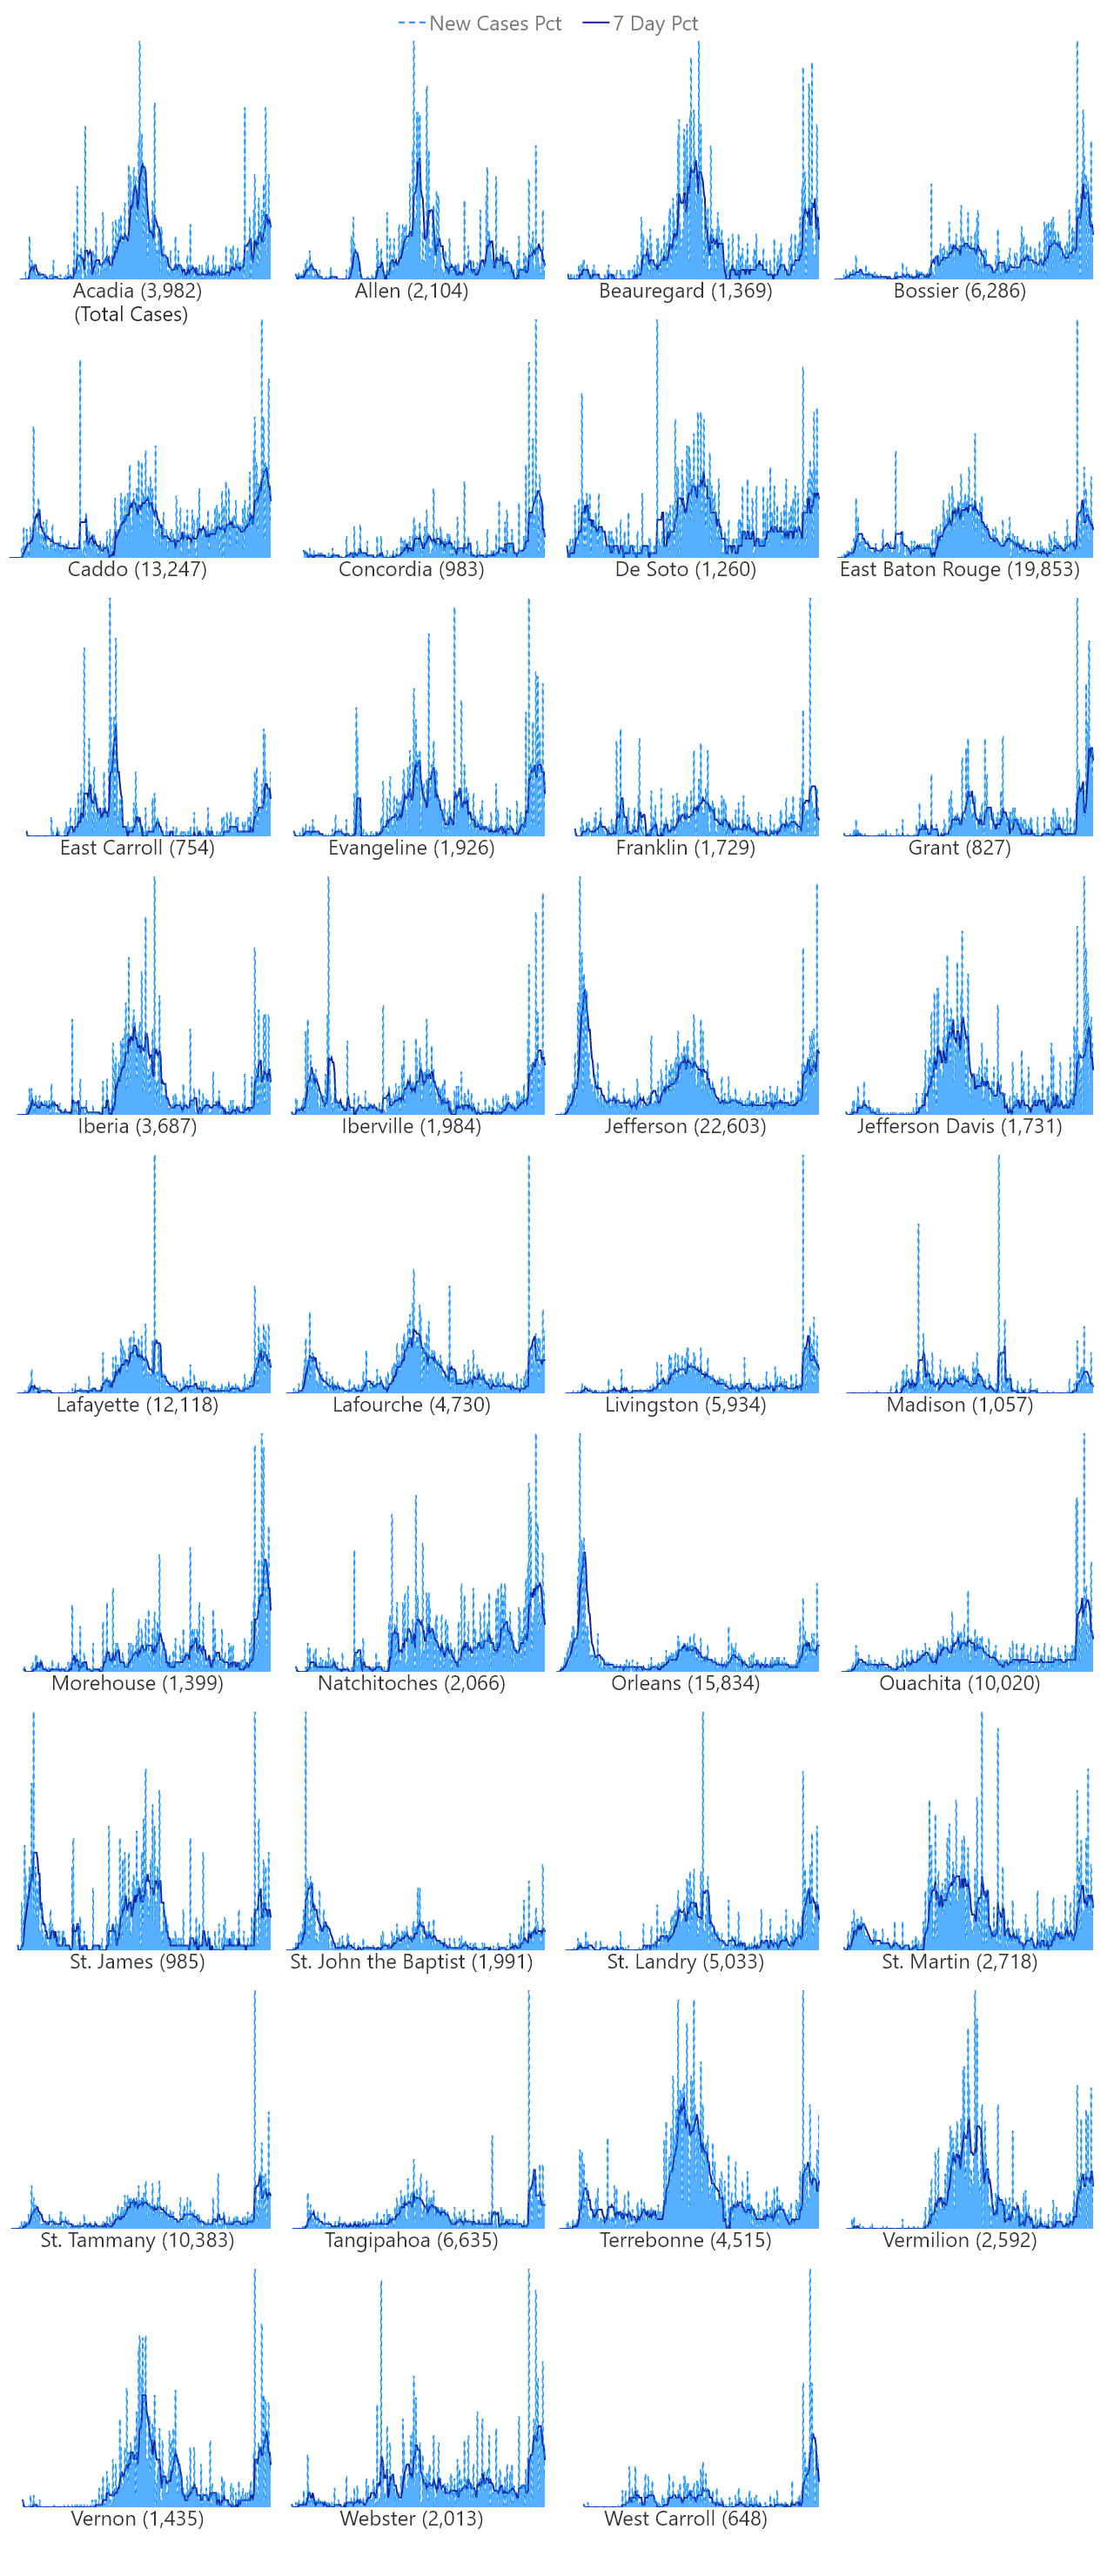 New Cases Pct 7 Day Pct
Acadia (3,982) Allen (2,104) Beauregard (1,369) Bossier (6,286)
(Total Cases)
Caddo (13,247) Concordia (983) De Soto (1,260) East Baton Rouge (19,853)
East Carroll (754) Evangeline (1,926) Franklin (1,729) Grant (827)
Iberia (3,687) Iberville (1,984) Jefferson (22,603) Jefferson Davis (1,731)
Lafayette (12,118) Lafourche (4,730) Livingston (5,934) Madison (1,057)
Morehouse (1,399) Natchitoches (2,066) Orleans (15,834) Ouachita (10,020)
St. James (985) St. John the Baptist (1,991) St. Landry (5,033) St. Martin (2,718)
St. Tammany (10,383) Tangipahoa (6,635) Terrebonne (4,515) Vermilion (2,592)
Vernon (1,435) Webster (2,013) West Carroll (648)